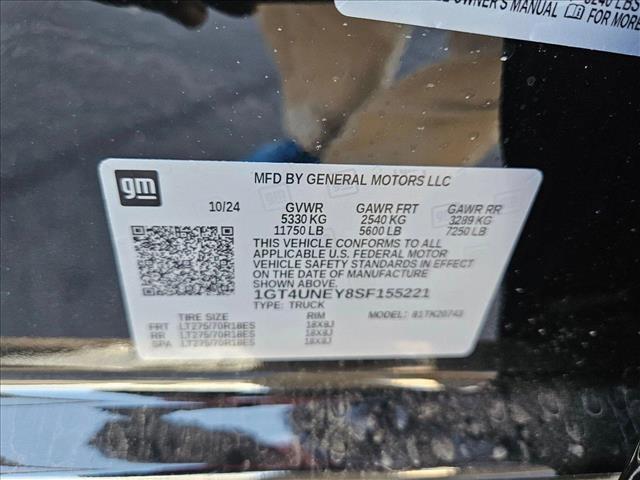 8240 LBS
OWNER'S MANUAL
FOR MORE
gm
MFD BY GENERAL MOTORS LLC
10/24 GVWR GAWR FRT GAWR RR
5330 KG 2540 KG 3289 KG
11750 LB 5600 LB 7250 LB
THIS VEHICLE CONFORMS TO ALL
APPLICABLE U.S. FEDERAL MOTOR
VEHICLE SAFETY STANDARDS IN EFFECT
ON THE DATE OF MANUFACTURE
SHOWN ABOVE.
1GT4UNEY8SF155221
TYPE: TRUCK MODEL: 81TK20743
TIRE SIZE RIM
FRT LT275/70R18ES 18X8J
RR LT275/70R18ES 18X8J
SPA LT275/70R18ES 18X8J